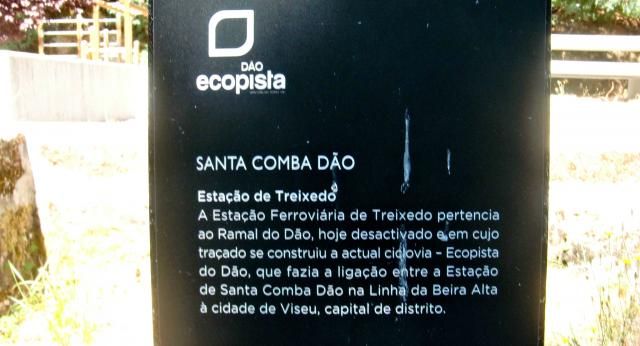 DÃO
ecopista
SANTA COMBA DÃO
Estação de Treixedo
A Estação Ferroviária de Treixedo pertencia
ao Ramal do Dão, hoje desactivado e em cujo
traçado se construiu a actual ciclovia – Ecopista
do Dão, que fazia a ligação entre a Estação
de Santa Comba Dão na Linha da Beira Alta
à cidade de Viseu, capital de distrito.